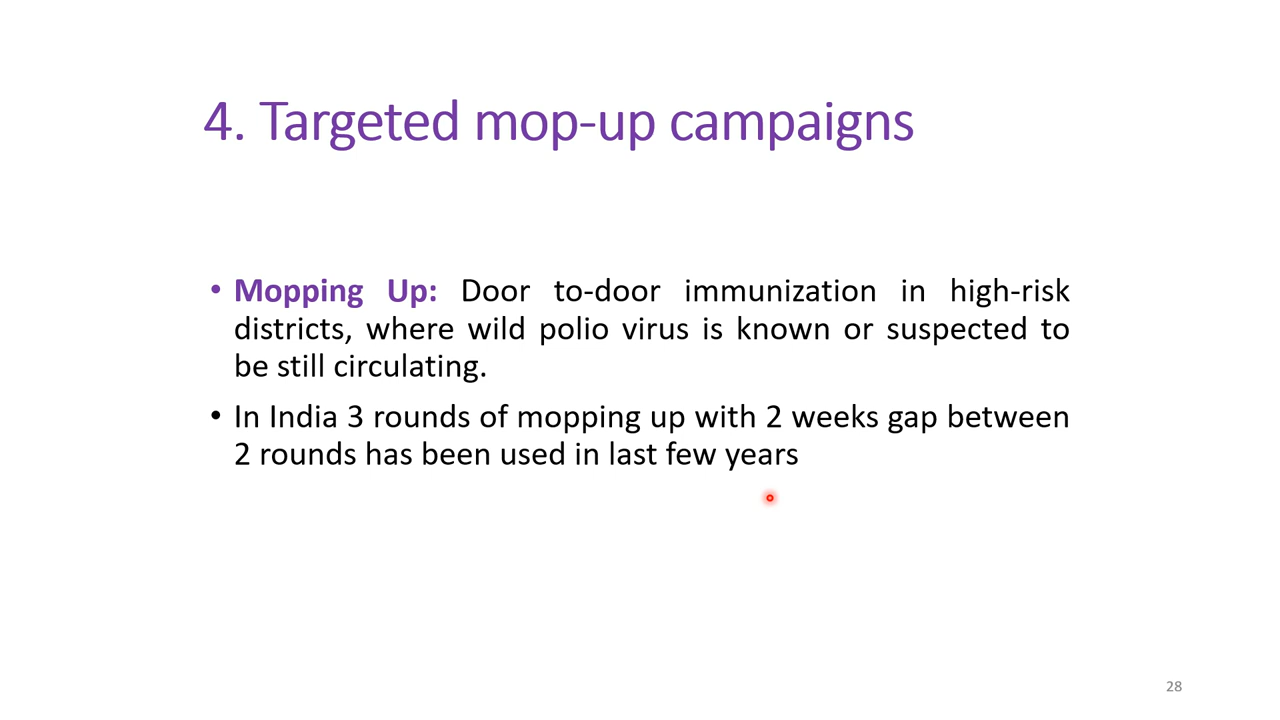 4. Targeted mop-up campaigns
• Mopping Up: Door to-door immunization in high-risk
districts, where wild polio virus is known or suspected to
be still circulating.
• In India 3 rounds of mopping up with 2 weeks gap between
2 rounds has been used in last few years
28